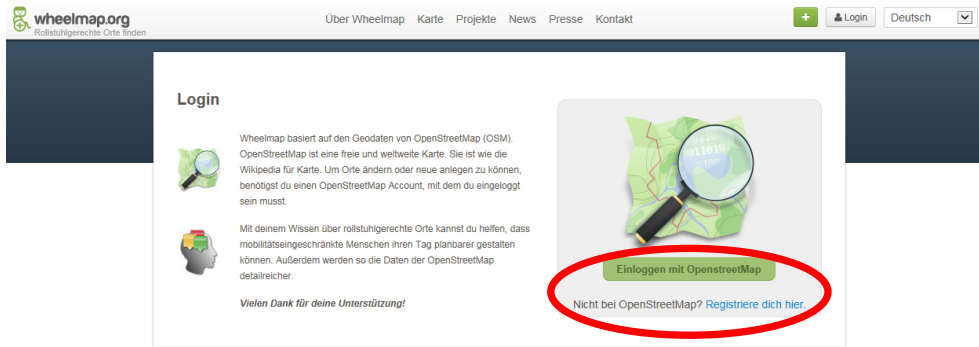 wheelmap.org
Rollstuhlgerechte Orte finden
Über Wheelmap Karte Projekte News Presse Kontakt
+ Login Deutsch
Login
Wheelmap basiert auf den Geodaten von OpenStreetMap (OSM).
OpenStreetMap ist eine freie und weltweite Karte. Sie ist wie die
Wikipedia für Karte. Um Orte ändern oder neue anlegen zu können,
benötigst du einen OpenStreetMap Account, mit dem du eingeloggt
sein musst.
Mit deinem Wissen über rollstuhlgerechte Orte kannst du helfen, dass
mobilitätseingeschränkte Menschen ihren Tag planbarer gestalten
können. Außerdem werden so die Daten der OpenStreetMap
detailreicher.
Vielen Dank für deine Unterstützung!
Einloggen mit OpenstreetMap
Nicht bei OpenStreetMap? Registriere dich hier.